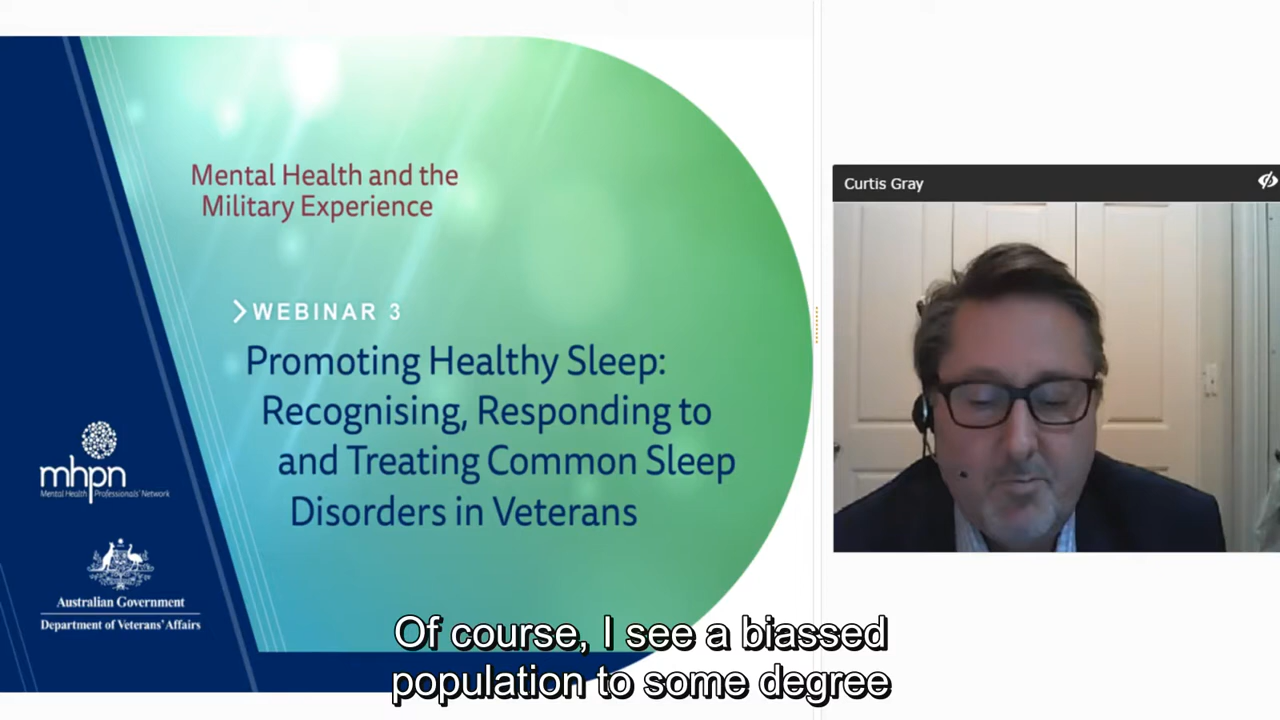 Mental Health and the
Military Experience
WEBINAR 3
Promoting Healthy Sleep:
Recognising, Responding to
and Treating Common Sleep
Disorders in Veterans
mhpn
Mental Health Professionals' Network
Australian Government
Department of Veterans' Affairs
Curtis Gray
Of course, I see a biassed
population to some degree